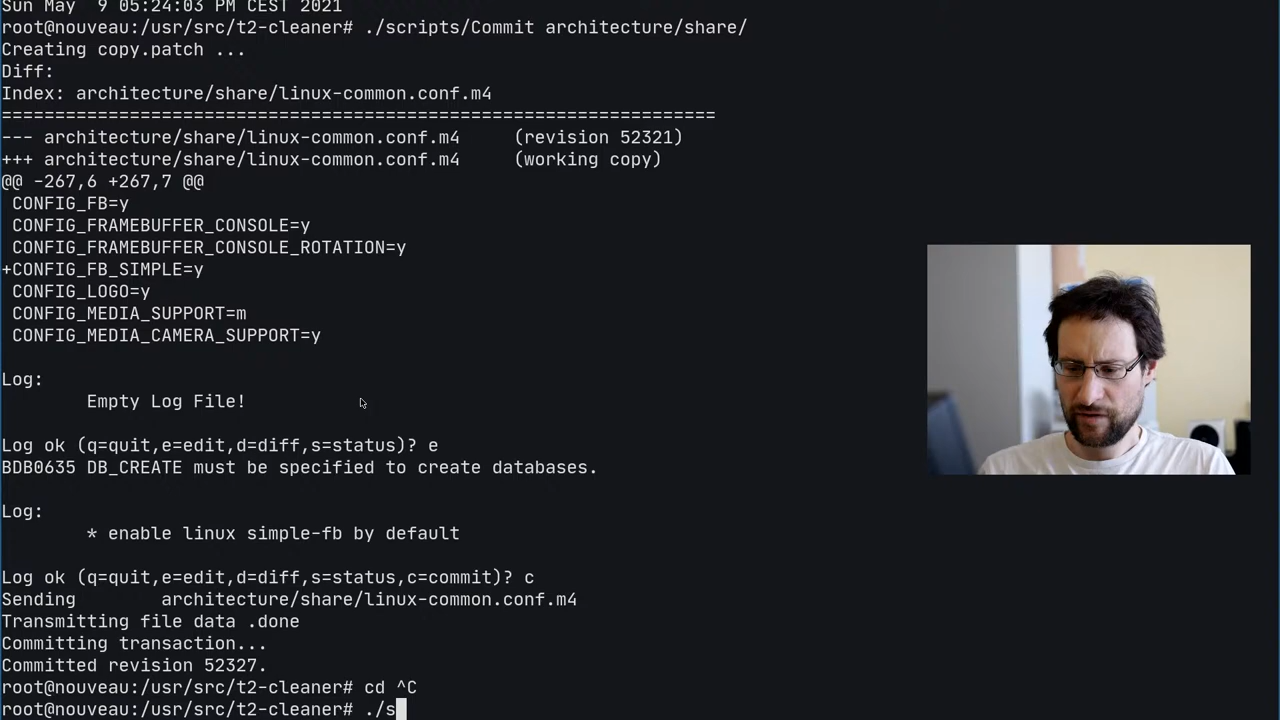 Sun May  9 05:24:03 PM CEST 2021
root@nouveau:/usr/src/t2-cleaner# ./scripts/Commit architecture/share/
Creating copy.patch ...
Diff:
Index: architecture/share/linux-common.conf.m4
===================================================================
--- architecture/share/linux-common.conf.m4     (revision 52321)
+++ architecture/share/linux-common.conf.m4     (working copy)
@@ -267,6 +267,7 @@
 CONFIG_FB=y
 CONFIG_FRAMEBUFFER_CONSOLE=y
 CONFIG_FRAMEBUFFER_CONSOLE_ROTATION=y
+CONFIG_FB_SIMPLE=y
 CONFIG_LOGO=y
 CONFIG_MEDIA_SUPPORT=m
 CONFIG_MEDIA_CAMERA_SUPPORT=y
Log:
        Empty Log File!
Log ok (q=quit,e=edit,d=diff,s=status)? e
BDB0635 DB_CREATE must be specified to create databases.
Log:
        * enable linux simple-fb by default
Log ok (q=quit,e=edit,d=diff,s=status,c=commit)? c
Sending        architecture/share/linux-common.conf.m4
Transmitting file data .done
Committing transaction...
Committed revision 52327.
root@nouveau:/usr/src/t2-cleaner# cd ^C
root@nouveau:/usr/src/t2-cleaner# ./s